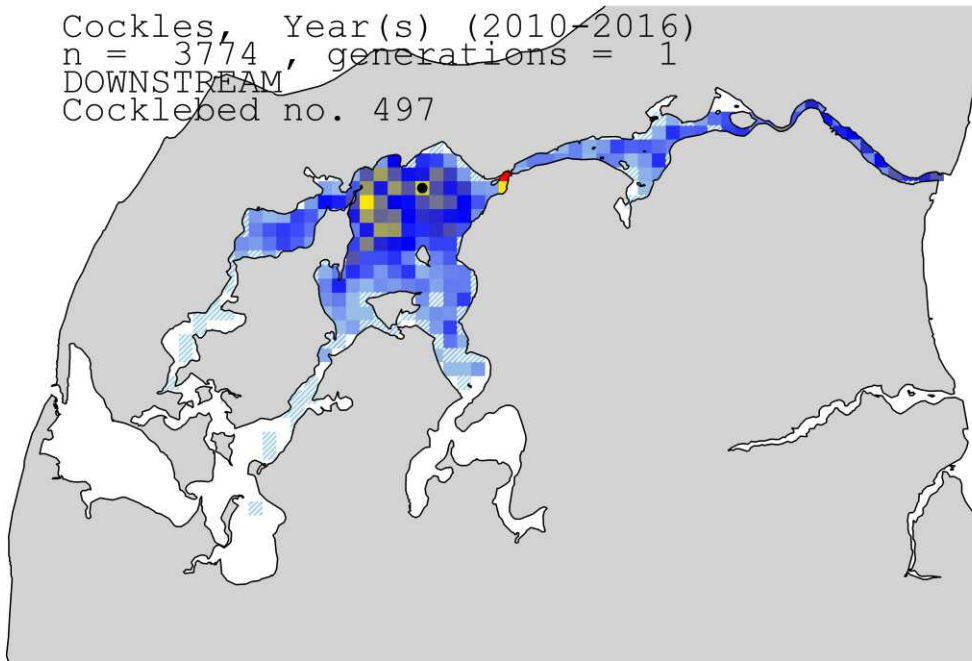 Cockles, Year(s) (2010-2016)
n = 3774 , generations = 1
DOWNSTREAM
Cocklebed no. 497